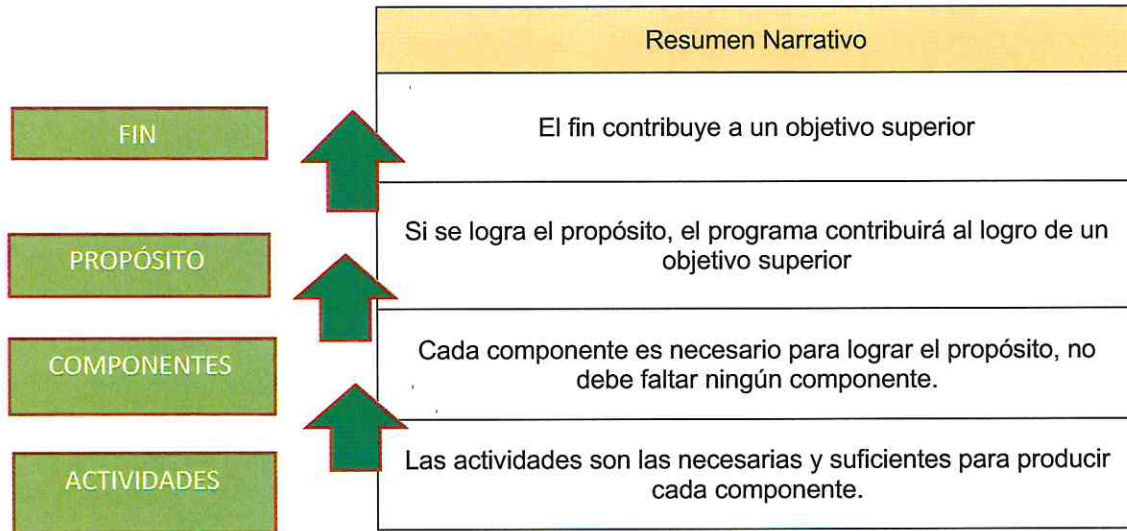 Resumen Narrativo
FIN
El fin contribuye a un objetivo superior
PROPÓSITO
Si se logra el propósito, el programa contribuirá al logro de un
objetivo superior
COMPONENTES
Cada componente es necesario para lograr el propósito, no
debe faltar ningún componente.
ACTIVIDADES
Las actividades son las necesarias y suficientes para producir
cada componente.